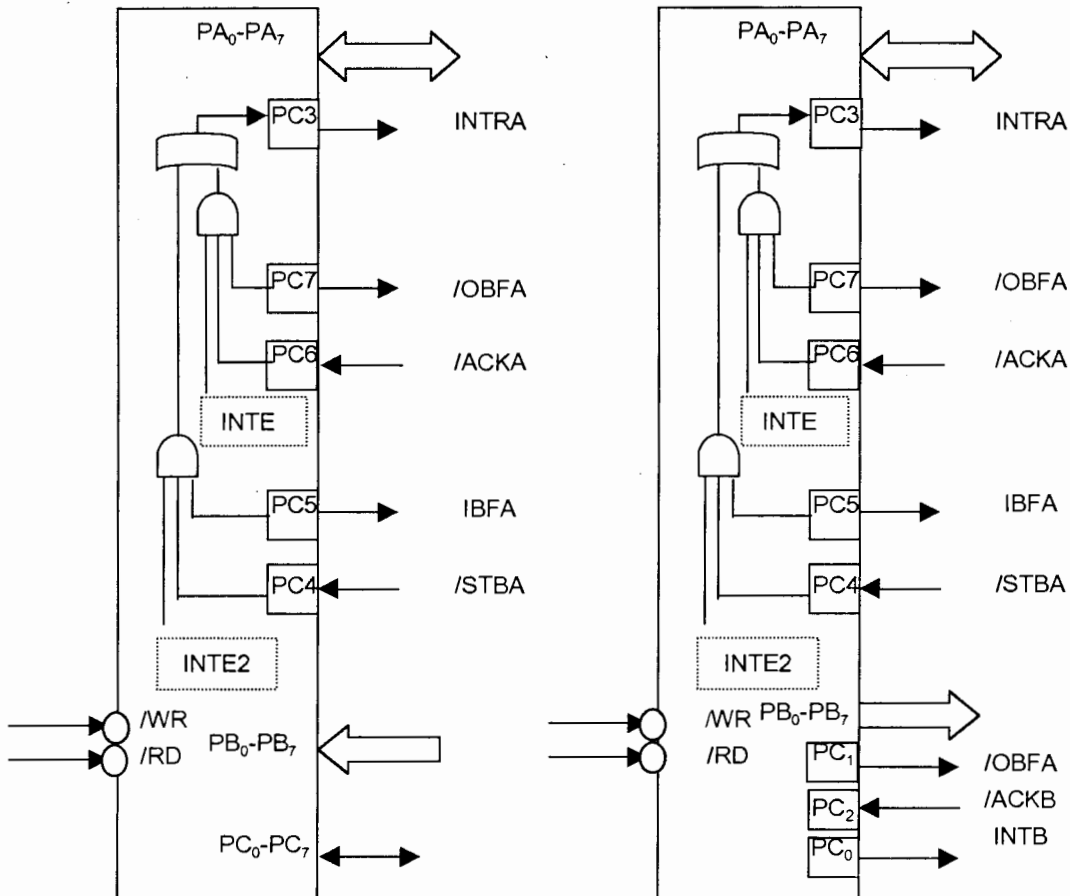 PA₀-PA₇
PC3
INTRA
PC7
/OBFA
PC6
/ACKA
INTE
PC5
IBFA
PC4
/STBA
INTE2
/WR
/RD
PB₀-PB₇
PC₀-PC₇
PA₀-PA₇
PC3
INTRA
PC7
/OBFA
PC6
/ACKA
INTE
PC5
IBFA
PC4
/STBA
INTE2
/WR
/RD
PB₀-PB₇
PC₁
/OBFA
PC₂
/ACKB
INTB
PC₀